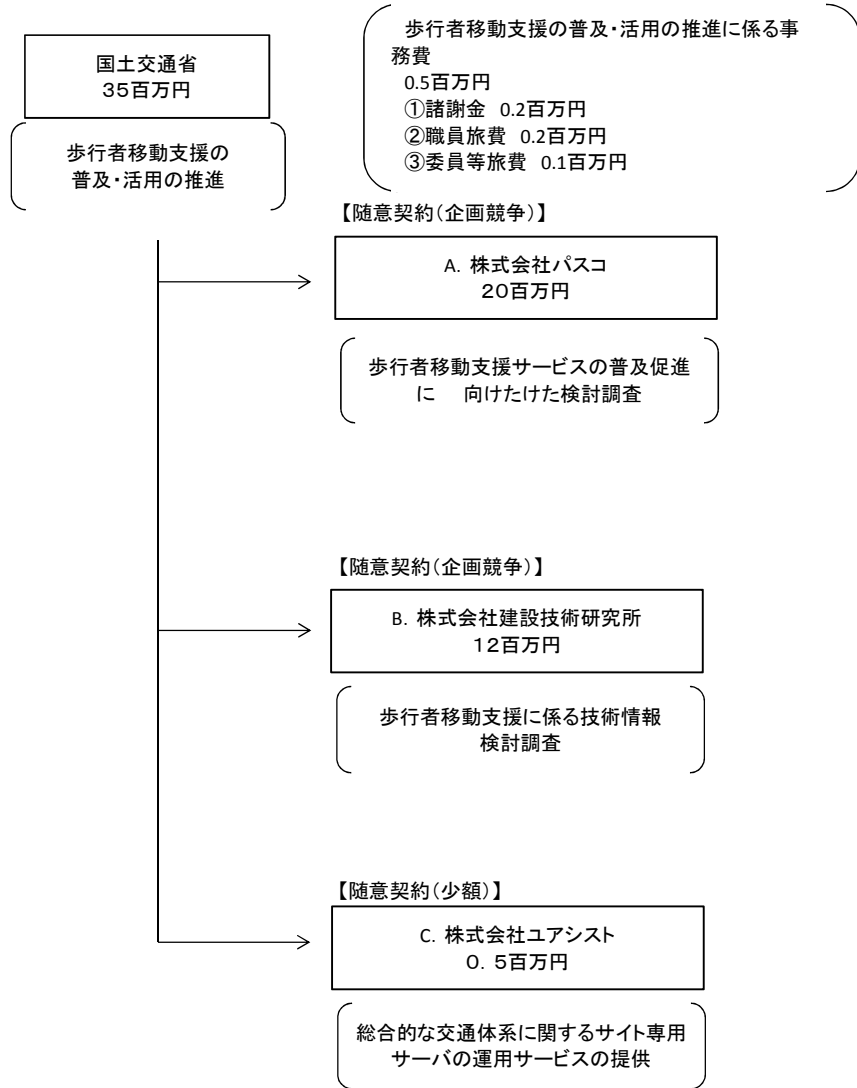 国土交通省
35百万円
歩行者移動支援の
普及・活用の推進
歩行者移動支援の普及・活用の推進に係る事
務費
0.5百万円
①諸謝金 0.2百万円
②職員旅費 0.2百万円
③委員等旅費 0.1百万円
【随意契約(企画競争)】
A. 株式会社パスコ
20百万円
歩行者移動支援サービスの普及促進
に 向けたけた検討調査
【随意契約(企画競争)】
B. 株式会社建設技術研究所
12百万円
歩行者移動支援に係る技術情報
検討調査
【随意契約(少額)】
C. 株式会社ユアシスト
0. 5百万円
総合的な交通体系に関するサイト専用
サーバの運用サービスの提供